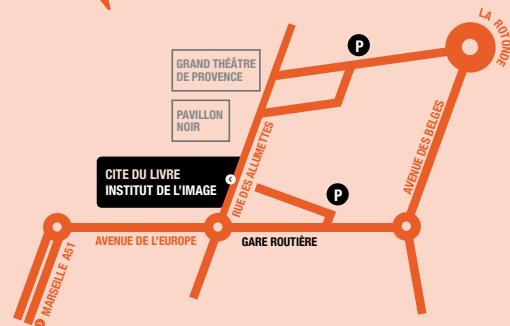 LA ROTONDE
P
GRAND THÉÂTRE
DE PROVENCE
PAVILLON
NOIR
RUE DES ALLUMETTES
AVENUE DES BELGES
CITE DU LIVRE
INSTITUT DE L'IMAGE
P
AVENUE DE L'EUROPE
GARE ROUTIÈRE
MARSEILLE A51